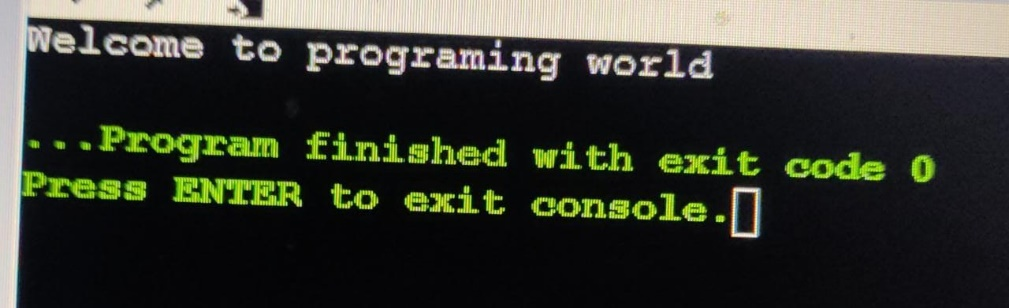 Welcome to programing world
...Program finished with exit code 0
Press ENTER to exit console.